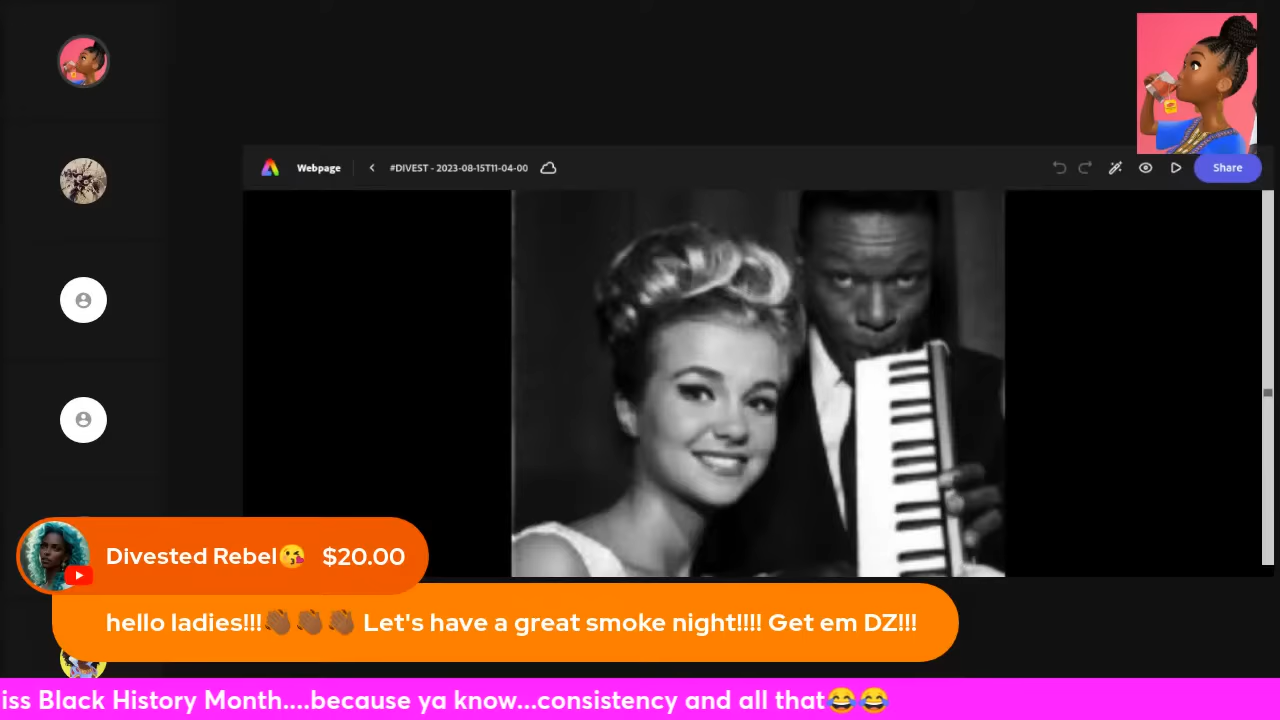 Webpage
#DIVEST - 2023-08-15T11-04-00
Share
Divested Rebel😘 $20.00
hello ladies!!!👏🏾👏🏾👏🏾 Let's have a great smoke night!!!! Get em DZ!!!
iss Black History Month....because ya know...consistency and all that😂😂